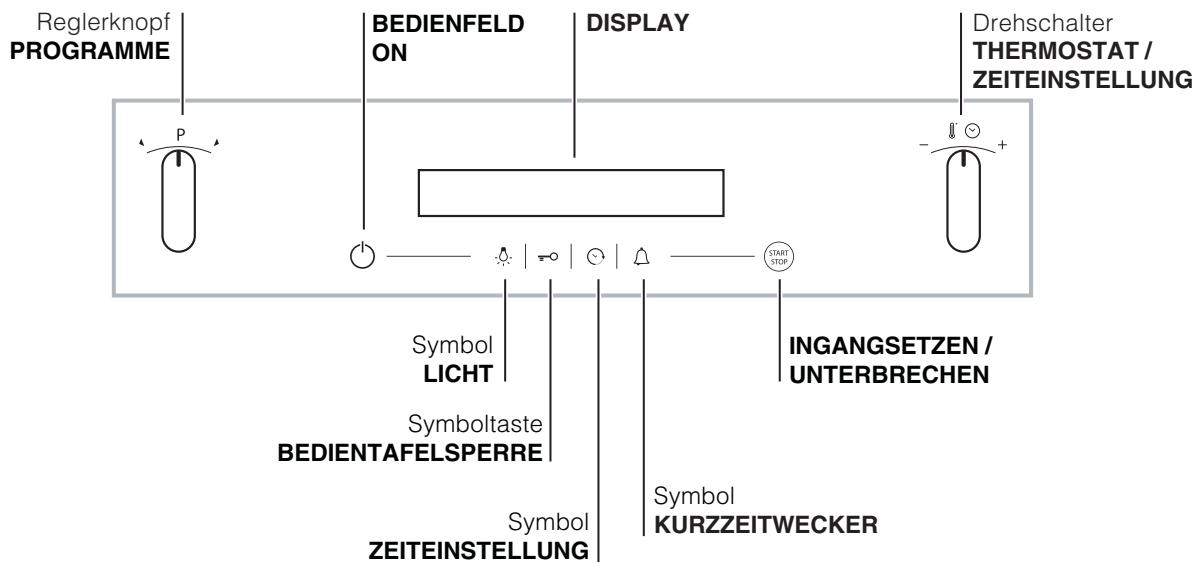 Reglerknopf
PROGRAMME
BEDIENFELD
ON
DISPLAY
Drehschalter
THERMOSTAT /
ZEITEINSTELLUNG
P
- +
START
STOP
Symbol
LICHT
INGANGSETZEN /
UNTERBRECHEN
Symboltaste
BEDIENTAFELSPERRE
Symbol
KURZZEITWECKER
Symbol
ZEITEINSTELLUNG